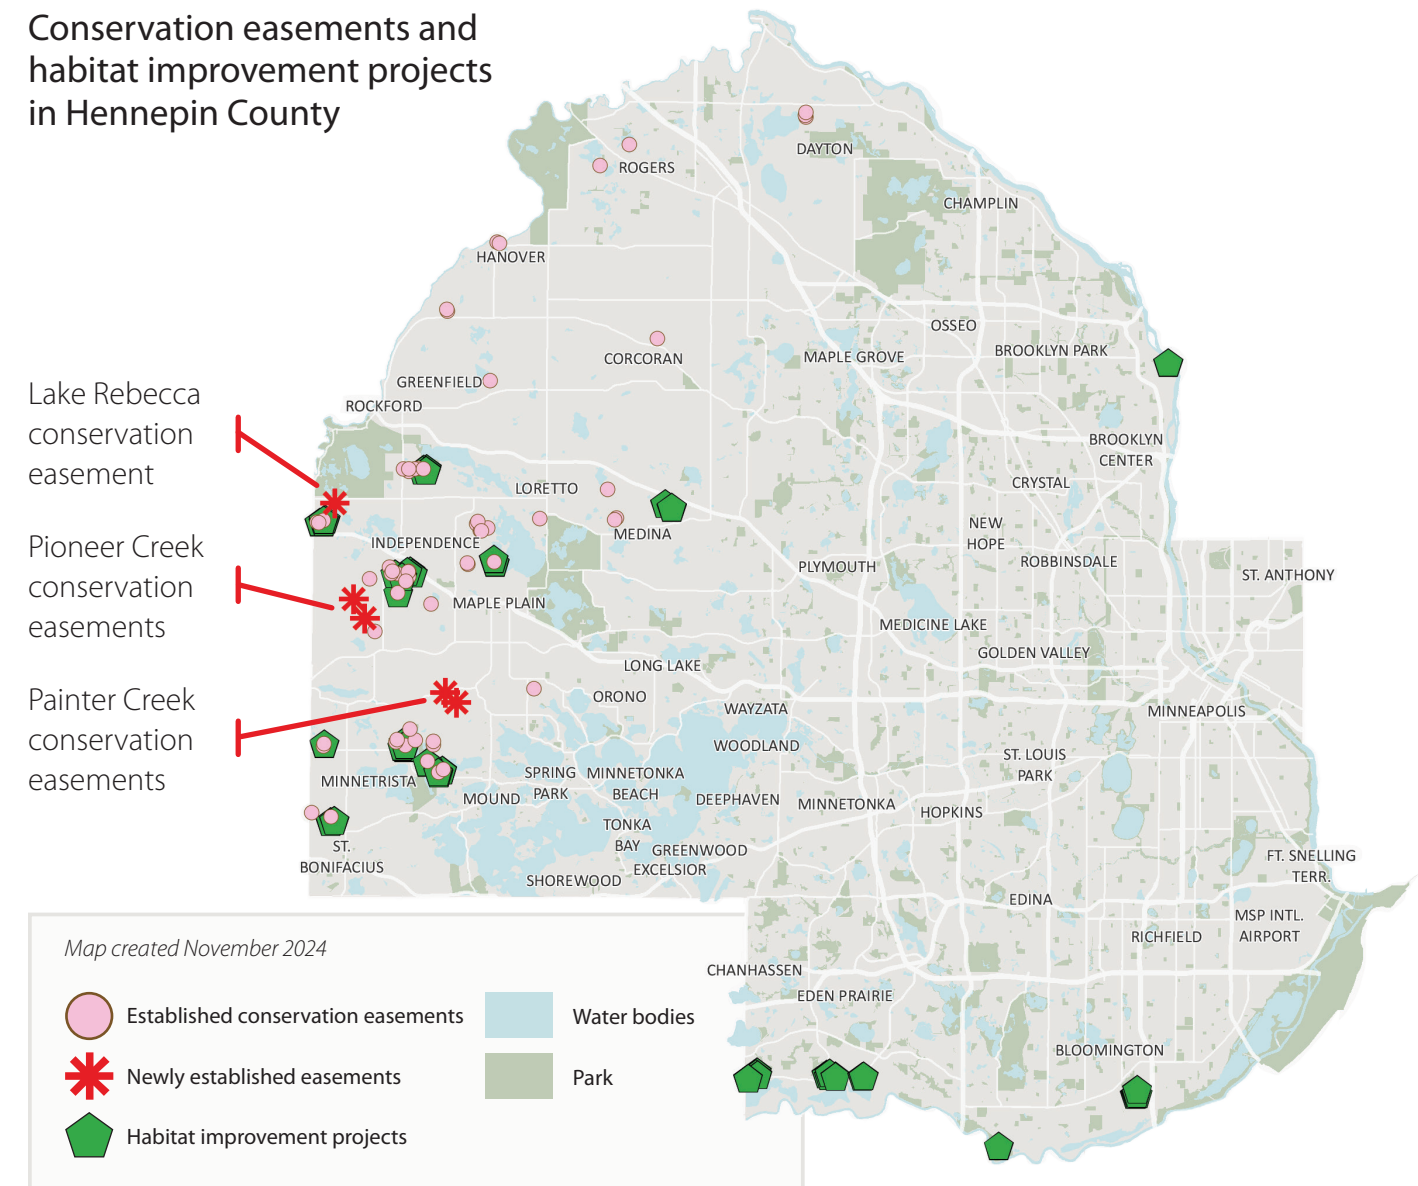 Conservation easements and
habitat improvement projects
in Hennepin County
DAYTON
ROGERS
CHAMPLIN
HANOVER
OSSEO
CORCORAN
MAPLE GROVE
BROOKLYN PARK
GREENFIELD
ROCKFORD
Lake Rebecca
conservation
easement
BROOKLYN
CENTER
LORETTO
CRYSTAL
MEDINA
NEW
HOPE
INDEPENDENCE
Pioneer Creek
conservation
easements
PLYMOUTH
ROBBINSDALE
ST. ANTHONY
MAPLE PLAIN
MEDICINE LAKE
GOLDEN VALLEY
LONG LAKE
ORONO
Painter Creek
conservation
easements
WAYZATA
MINNEAPOLIS
WOODLAND
ST. LOUIS
PARK
MINNETRISTA
SPRING
PARK
MINNETONKA
BEACH
MOUND
DEEPHAVEN
MINNETONKA
HOPKINS
TONKA
BAY
GREENWOOD
EXCELSIOR
ST.
BONIFACIUS
SHOREWOOD
FT. SNELLING
TERR.
EDINA
MSP INTL.
AIRPORT
RICHFIELD
CHANHASSEN
EDEN PRAIRIE
BLOOMINGTON
Map created November 2024
Established conservation easements
Water bodies
Newly established easements
Park
Habitat improvement projects